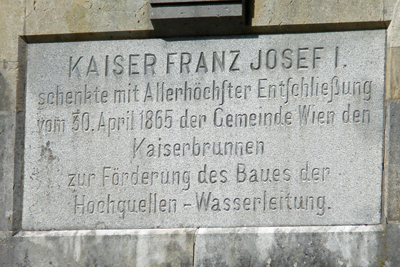 KAISER FRANZ JOSEF I.
schenkte mit Allerhöchster Entschließung
vom 30. April 1865 der Gemeinde Wien den
Kaiserbrunnen
zur Förderung des Baues der
Hochquellen-Wasserleitung.